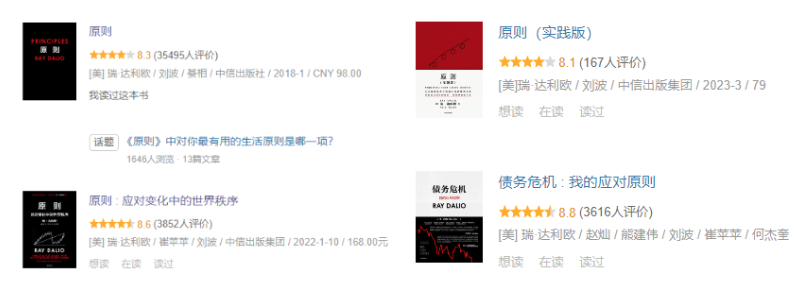 原则
8.3 (35495人评价)
[美] 瑞·达利欧 / 刘波 / 綦相 / 中信出版社 / 2018-1 / CNY 98.00
我读过这本书
话题 《原则》中对你最有用的生活原则是哪一项?
1646人浏览 · 13篇文章
原则 : 应对变化中的世界秩序
8.6 (3852人评价)
[美] 瑞·达利欧 / 崔苹苹 / 刘波 / 中信出版集团 / 2022-1-10 / 168.00元
想读 在读 读过
原则（实践版）
8.1 (167人评价)
[美]瑞·达利欧 / 刘波 / 中信出版集团 / 2023-3 / 79
想读 在读 读过
债务危机 : 我的应对原则
8.8 (3616人评价)
[美] 瑞·达利欧 / 赵灿 / 熊建伟 / 刘波 / 崔苹苹 / 何杰奎
想读 在读 读过
PRINCIPLES
原 则
RAY DALIO
原 则
RAY DALIO
原 则
（实践版）
债务危机
RAY DALIO